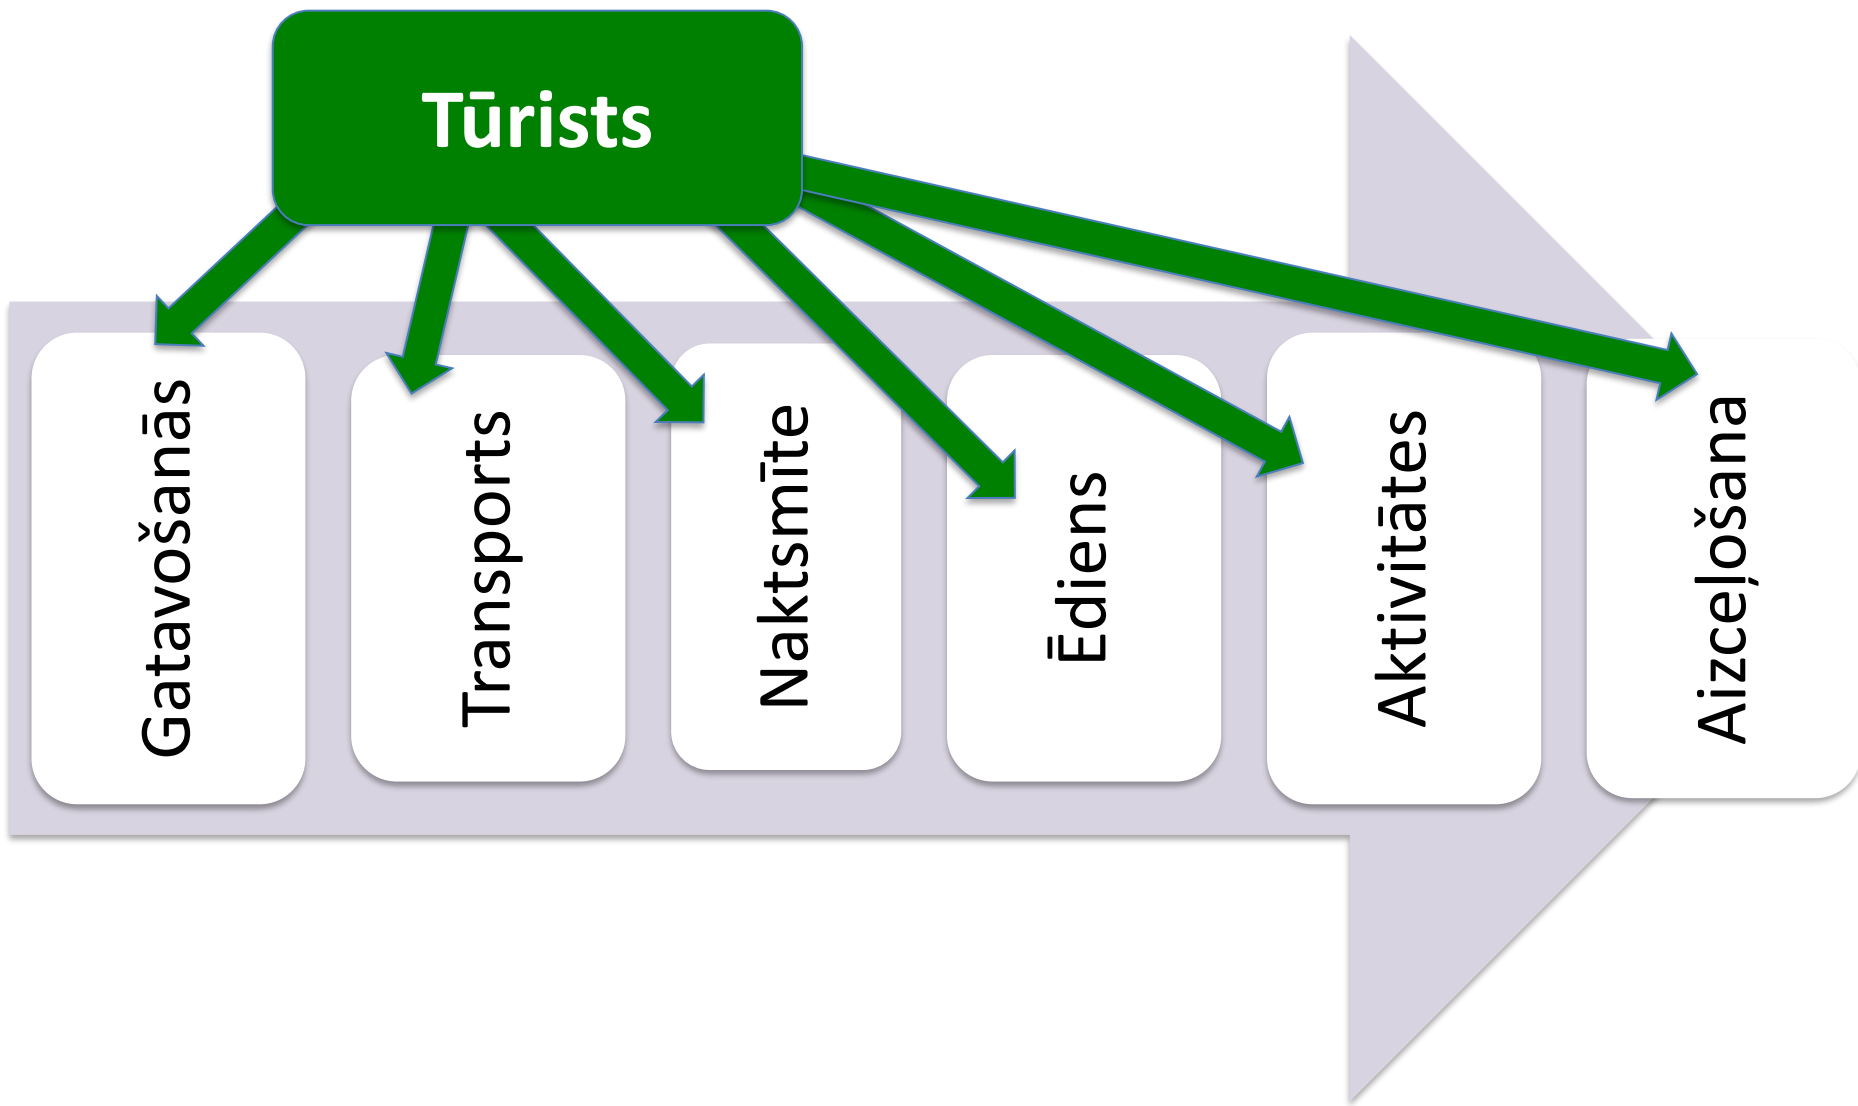 Tūrists
Gatavošanās
Transports
Naktsmīte
Ēdiens
Aktivitātes
Aizceļošana